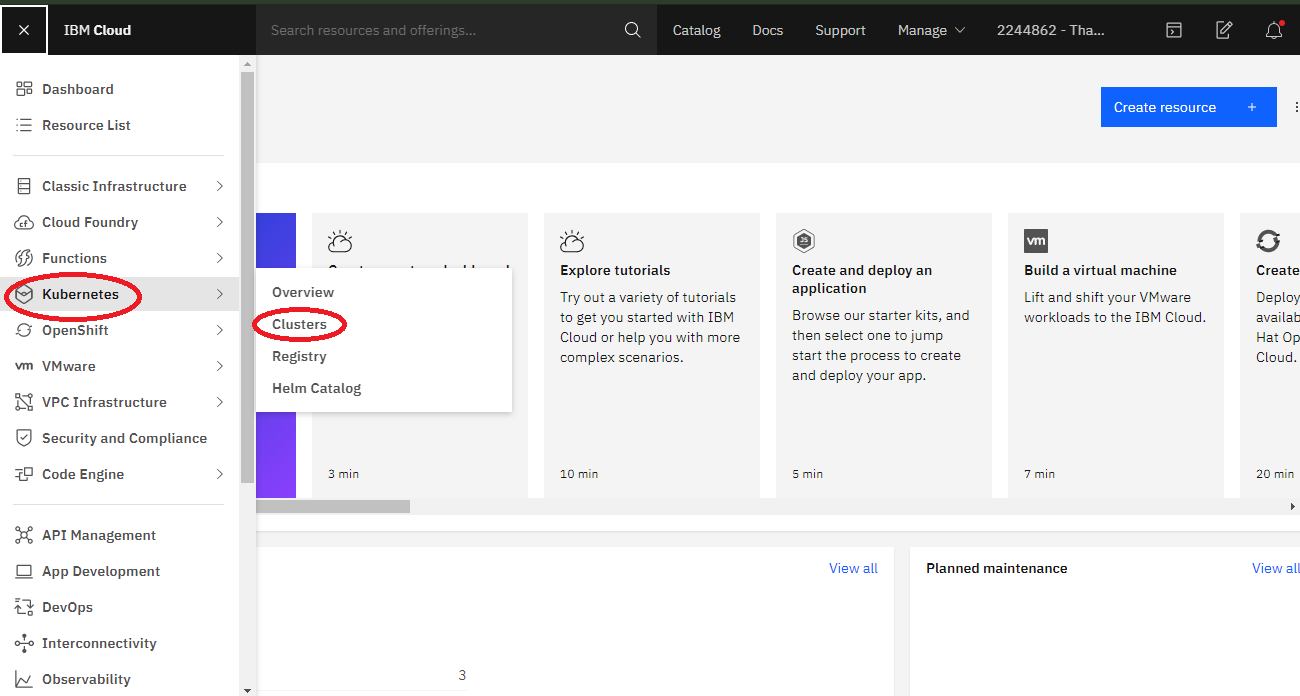 IBM Cloud
Search resources and offerings...
Catalog
Docs
Support
Manage
2244862 - Tha...
Dashboard
Resource List
Classic Infrastructure
Cloud Foundry
Functions
Kubernetes
OpenShift
VMware
VPC Infrastructure
Security and Compliance
Code Engine
API Management
App Development
DevOps
Interconnectivity
Observability
Overview
Clusters
Registry
Helm Catalog
Create resource +
3 min
Explore tutorials
Try out a variety of tutorials
to get you started with IBM
Cloud or help you with more
complex scenarios.
10 min
JS
Create and deploy an
application
Browse our starter kits, and
then select one to jump
start the process to create
and deploy your app.
5 min
vm
Build a virtual machine
Lift and shift your VMware
workloads to the IBM Cloud.
7 min
Create
Deploy
availab
Hat Op
Cloud.
20 min
View all
3
Planned maintenance
View all